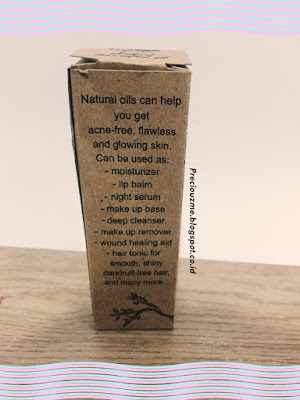 Natural oils can help
you get
acne-free, flawless
and glowing skin.
Can be used as:
- moisturizer
- lip balm
- night serum
- make up base
- deep cleanser
- make up remover
- wound healing aid
- hair tonic for
smooth, shiny
dandruff-free hair,
and many more...
Preciouzme.blogspot.co.id